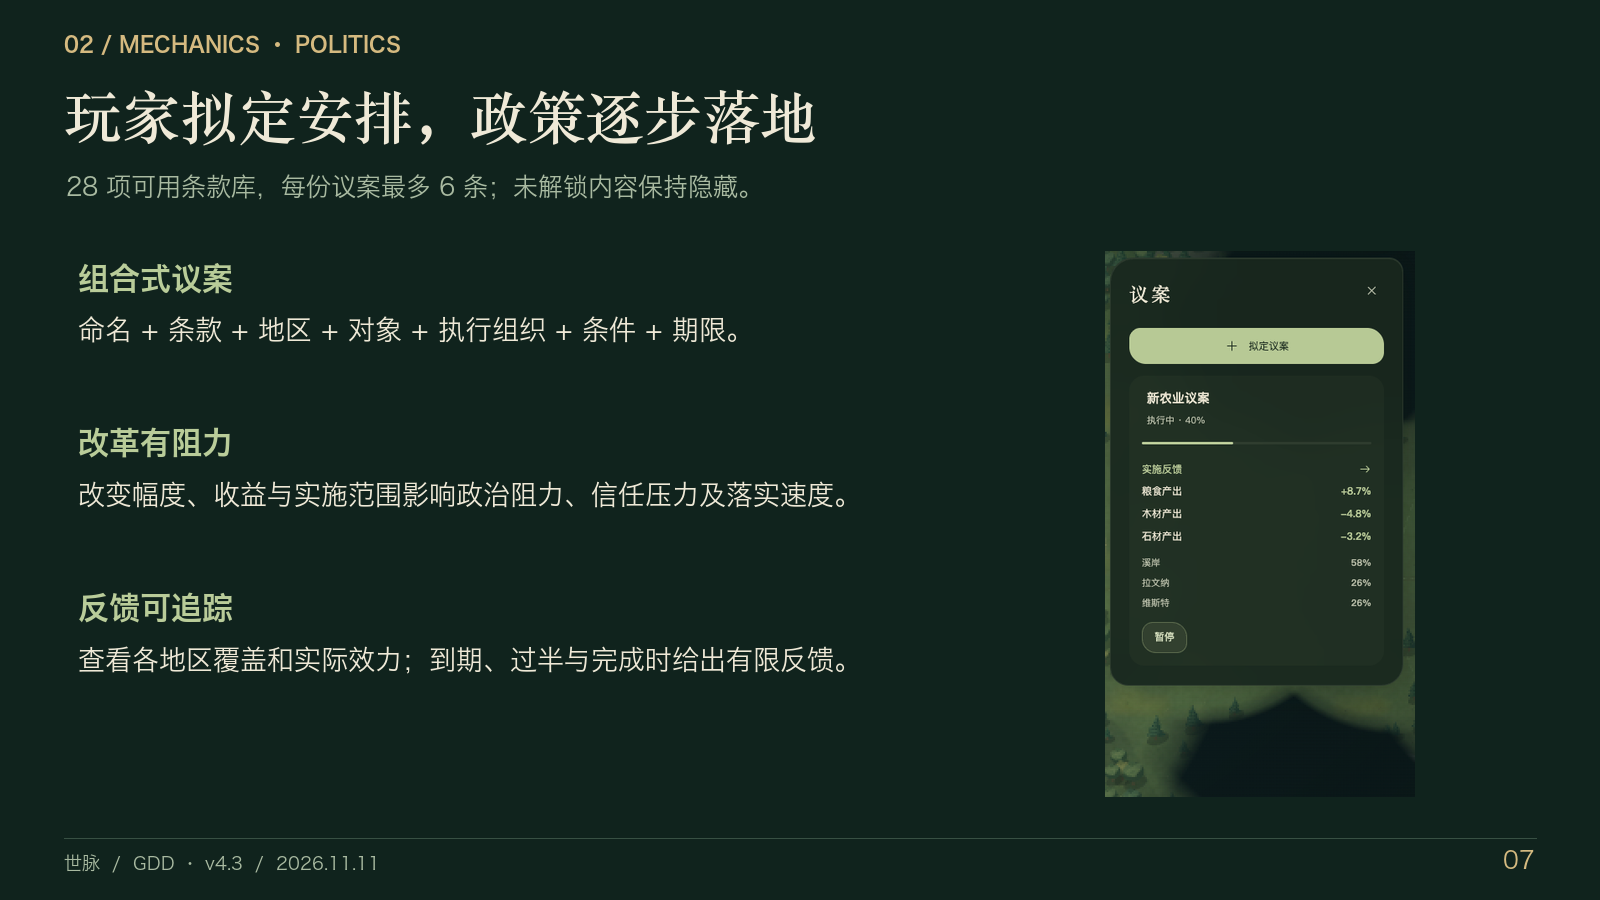 02 / MECHANICS · POLITICS
玩家拟定安排，政策逐步落地
28 项可用条款库，每份议案最多 6 条；未解锁内容保持隐藏。
组合式议案
命名 + 条款 + 地区 + 对象 + 执行组织 + 条件 + 期限。
改革有阻力
改变幅度、收益与实施范围影响政治阻力、信任压力及落实速度。
反馈可追踪
查看各地区覆盖和实际效力；到期、过半与完成时给出有限反馈。
议案 ×
+ 拟定议案
新农业议案
执行中 · 40%
实施反馈 →
粮食产出 +8.7%
木材产出 −4.8%
石材产出 −3.2%
溪岸 58%
拉文纳 26%
维斯特 26%
暂停
世脉 / GDD · v4.3 / 2026.11.11
07